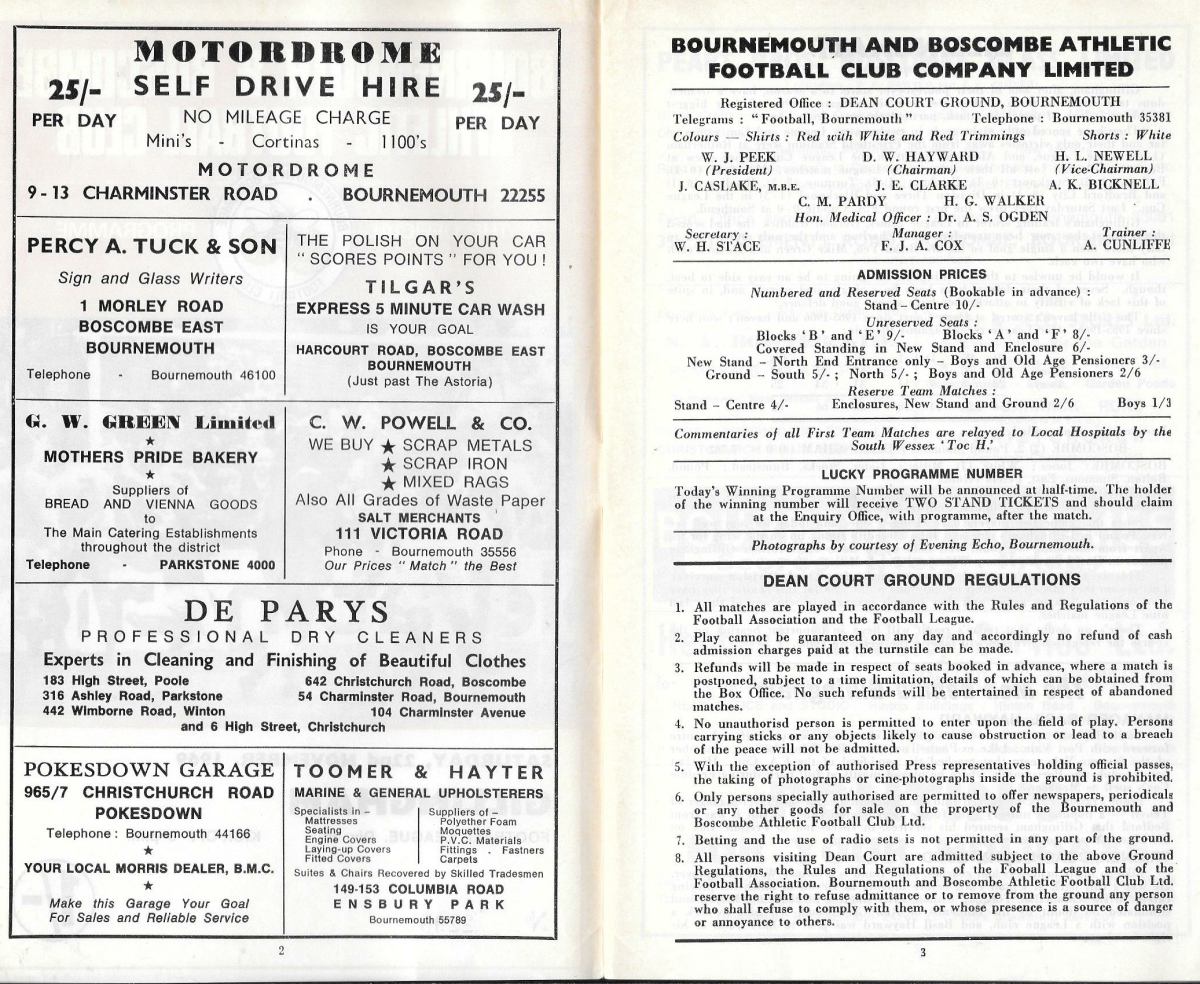 MOTORDROME
25/- SELF DRIVE HIRE 25/-
PER DAY NO MILEAGE CHARGE PER DAY
Mini's - Cortinas - 1100's
MOTORDROME
9-13 CHARMINSTER ROAD . BOURNEMOUTH 22255
PERCY A. TUCK & SON
Sign and Glass Writers
1 MORLEY ROAD
BOSCOMBE EAST
BOURNEMOUTH
Telephone - Bournemouth 46100
THE POLISH ON YOUR CAR
"SCORES POINTS" FOR YOU!
TILGAR'S
EXPRESS 5 MINUTE CAR WASH
IS YOUR GOAL
HARCOURT ROAD, BOSCOMBE EAST
BOURNEMOUTH
(Just past The Astoria)
G. W. GREEN Limited
★
MOTHERS PRIDE BAKERY
★
Suppliers of
BREAD AND VIENNA GOODS
to
The Main Catering Establishments
throughout the district
Telephone - PARKSTONE 4000
C. W. POWELL & CO.
WE BUY ★ SCRAP METALS
★ SCRAP IRON
★ MIXED RAGS
Also All Grades of Waste Paper
SALT MERCHANTS
111 VICTORIA ROAD
Phone - Bournemouth 35556
Our Prices "Match" the Best
DE PARYS
PROFESSIONAL DRY CLEANERS
Experts in Cleaning and Finishing of Beautiful Clothes
183 High Street, Poole 642 Christchurch Road, Boscombe
316 Ashley Road, Parkstone 54 Charminster Road, Bournemouth
442 Wimborne Road, Winton 104 Charminster Avenue
and 6 High Street, Christchurch
POKESDOWN GARAGE
965/7 CHRISTCHURCH ROAD
POKESDOWN
Telephone: Bournemouth 44166
★
YOUR LOCAL MORRIS DEALER, B.M.C.
★
Make this Garage Your Goal
For Sales and Reliable Service
TOOMER & HAYTER
MARINE & GENERAL UPHOLSTERERS
Specialists in –
Mattresses
Seating
Engine Covers
Laying-up Covers
Fitted Covers
Suppliers of –
Polyether Foam
Moquettes
P.V.C. Materials
Fittings . Fastners
Carpets
Suites & Chairs Recovered by Skilled Tradesmen
149-153 COLUMBIA ROAD
ENSBURY PARK
Bournemouth 55789
2
BOURNEMOUTH AND BOSCOMBE ATHLETIC
FOOTBALL CLUB COMPANY LIMITED
Registered Office : DEAN COURT GROUND, BOURNEMOUTH
Telegrams : "Football, Bournemouth" Telephone : Bournemouth 35381
Colours — Shirts : Red with White and Red Trimmings Shorts : White
W. J. PEEK D. W. HAYWARD H. L. NEWELL
(President) (Chairman) (Vice-Chairman)
J. CASLAKE, M.B.E. J. E. CLARKE A. K. BICKNELL
C. M. PARDY H. G. WALKER
Hon. Medical Officer : Dr. A. S. OGDEN
Secretary : Manager : Trainer :
W. H. STACE F. J. A. COX A. CUNLIFFE
ADMISSION PRICES
Numbered and Reserved Seats (Bookable in advance) :
Stand – Centre 10/-
Unreserved Seats :
Blocks 'B' and 'E' 9/- Blocks 'A' and 'F' 8/-
Covered Standing in New Stand and Enclosure 6/-
New Stand – North End Entrance only – Boys and Old Age Pensioners 3/-
Ground – South 5/- ; North 5/- ; Boys and Old Age Pensioners 2/6
Reserve Team Matches :
Stand – Centre 4/- Enclosures, New Stand and Ground 2/6 Boys 1/3
Commentaries of all First Team Matches are relayed to Local Hospitals by the
South Wessex 'Toc H.'
LUCKY PROGRAMME NUMBER
Today's Winning Programme Number will be announced at half-time. The holder
of the winning number will receive TWO STAND TICKETS and should claim
at the Enquiry Office, with programme, after the match.
Photographs by courtesy of Evening Echo, Bournemouth.
DEAN COURT GROUND REGULATIONS
1. All matches are played in accordance with the Rules and Regulations of the
Football Association and the Football League.
2. Play cannot be guaranteed on any day and accordingly no refund of cash
admission charges paid at the turnstile can be made.
3. Refunds will be made in respect of seats booked in advance, where a match is
postponed, subject to a time limitation, details of which can be obtained from
the Box Office. No such refunds will be entertained in respect of abandoned
matches.
4. No unauthorisd person is permitted to enter upon the field of play. Persons
carrying sticks or any objects likely to cause obstruction or lead to a breach
of the peace will not be admitted.
5. With the exception of authorised Press representatives holding official passes,
the taking of photographs or cine-photographs inside the ground is prohibited.
6. Only persons specially authorised are permitted to offer newspapers, periodicals
or any other goods for sale on the property of the Bournemouth and
Boscombe Athletic Football Club Ltd.
7. Betting and the use of radio sets is not permitted in any part of the ground.
8. All persons visiting Dean Court are admitted subject to the above Ground
Regulations, the Rules and Regulations of the Fooball League and of the
Football Association. Bournemouth and Boscombe Athletic Football Club Ltd.
reserve the right to refuse admittance or to remove from the ground any person
who shall refuse to comply with them, or whose presence is a source of danger
or annoyance to others.
3